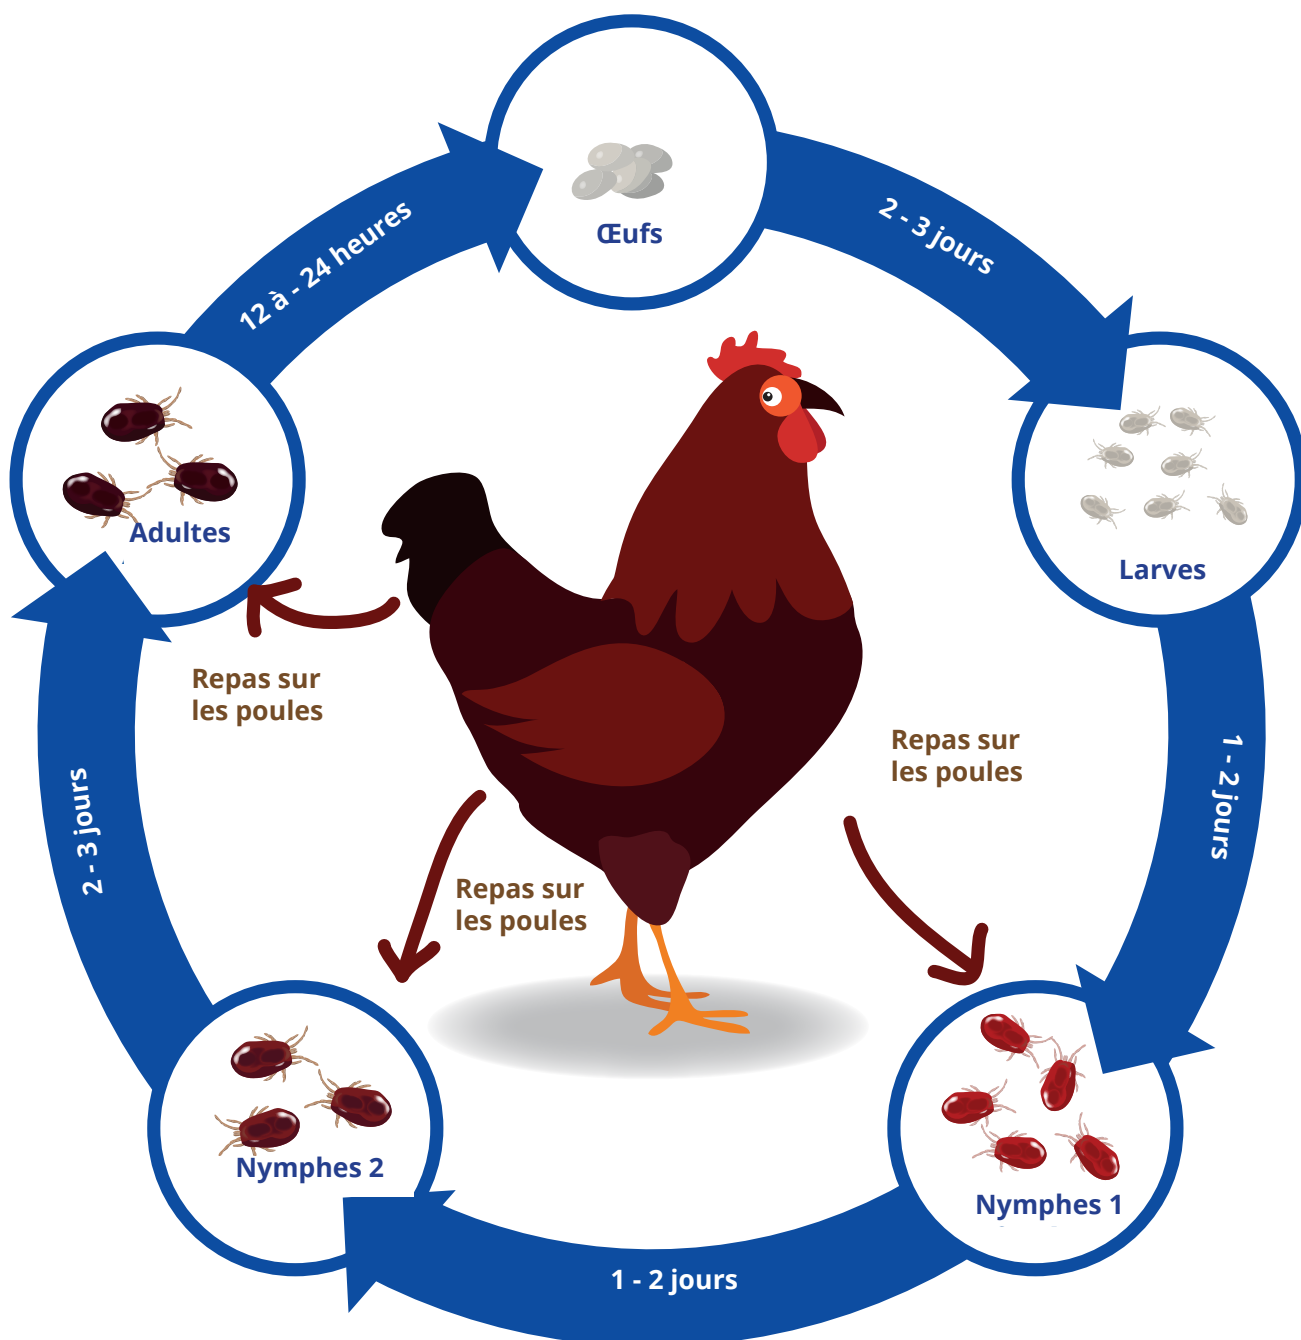 Œufs
2 - 3 jours
Larves
1 - 2 jours
Nymphes 1
1 - 2 jours
Nymphes 2
2 - 3 jours
Adultes
12 à - 24 heures
Repas sur
les poules
Repas sur
les poules
Repas sur
les poules